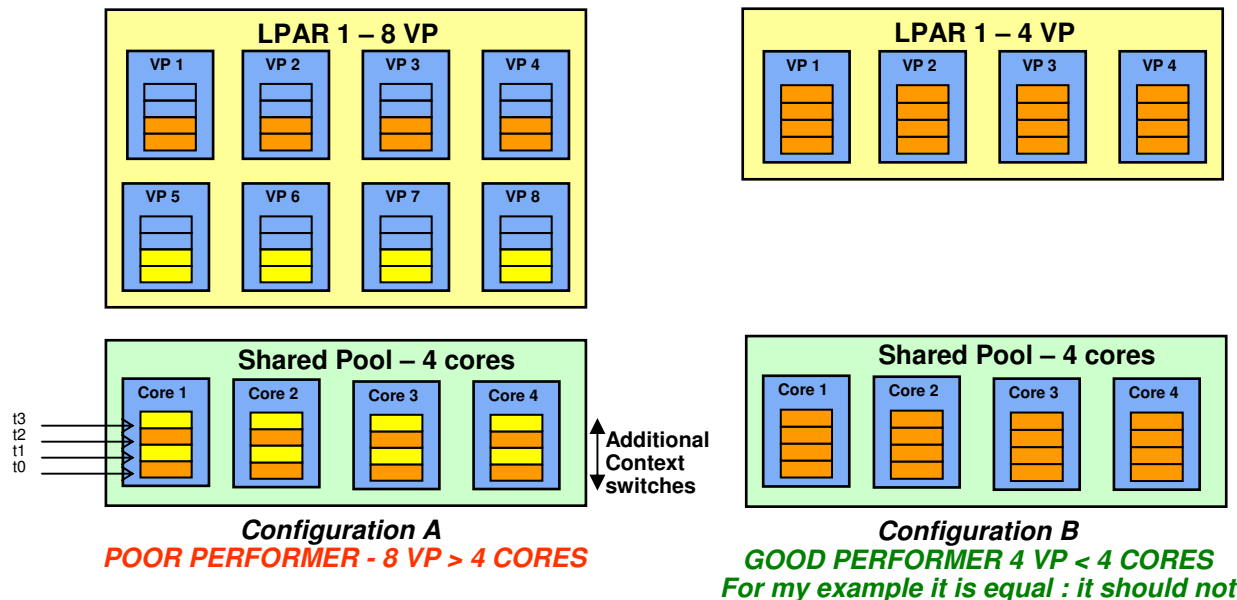 LPAR 1 – 8 VP
VP 1 VP 2 VP 3 VP 4
VP 5 VP 6 VP 7 VP 8
Shared Pool – 4 cores
Core 1 Core 2 Core 3 Core 4
t3
t2
t1
t0
Additional
Context
switches
Configuration A
POOR PERFORMER - 8 VP > 4 CORES
LPAR 1 – 4 VP
VP 1 VP 2 VP 3 VP 4
Shared Pool – 4 cores
Core 1 Core 2 Core 3 Core 4
Configuration B
GOOD PERFORMER 4 VP < 4 CORES
For my example it is equal : it should not